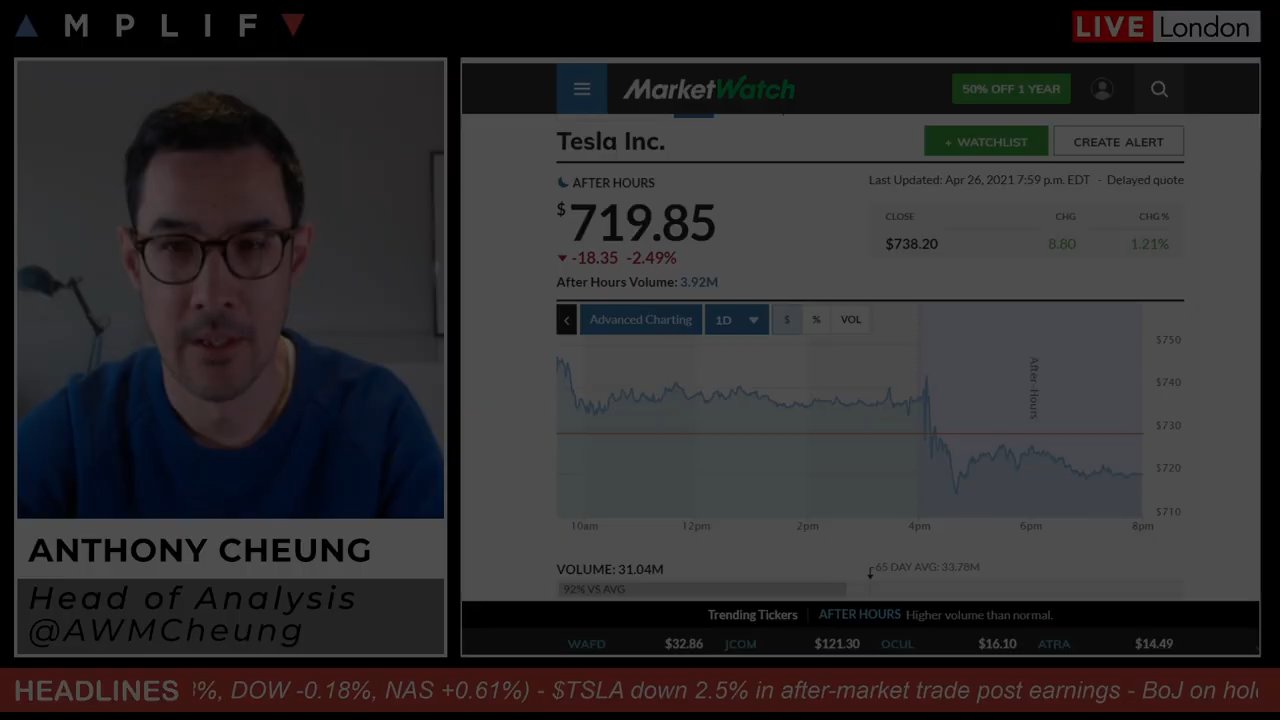 ▲ M P L I F ▼
LIVE London
MarketWatch
50% OFF 1 YEAR
Tesla Inc.
+ WATCHLIST
CREATE ALERT
AFTER HOURS
Last Updated: Apr 26, 2021 7:59 p.m. EDT - Delayed quote
$719.85
CLOSE CHG CHG %
$738.20 8.80 1.21%
-18.35 -2.49%
After Hours Volume: 3.92M
Advanced Charting 1D $ % VOL
$750
$740
$730
$720
$710
After Hours
10am 12pm 2pm 4pm 6pm 8pm
VOLUME: 31.04M
65 DAY AVG: 33.78M
92% VS AVG
Trending Tickers | AFTER HOURS Higher volume than normal.
WAFD $32.86 JCOM $121.30 OCUL $16.10 ATRA $14.49
ANTHONY CHEUNG
Head of Analysis
@AWMCheung
HEADLINES %, DOW -0.18%, NAS +0.61%) - $TSLA down 2.5% in after-market trade post earnings - BoJ on